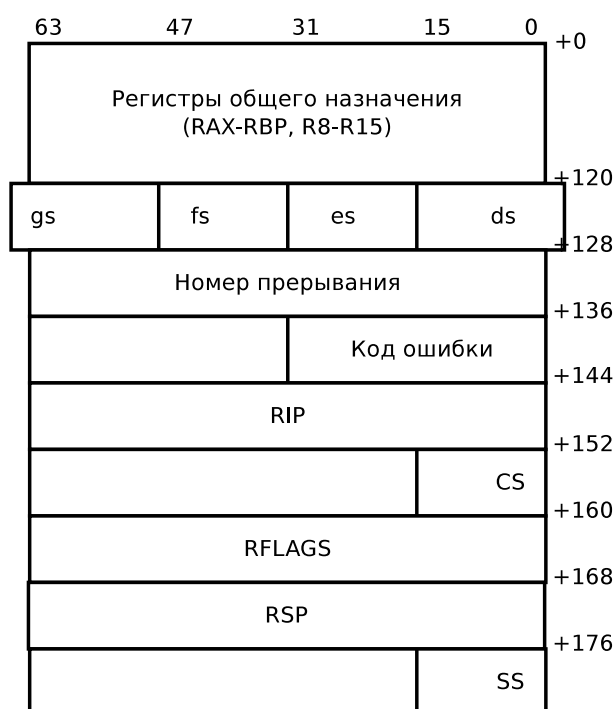 63 47 31 15 0
+0
Регистры общего назначения
(RAX-RBP, R8-R15)
+120
gs fs es ds
+128
Номер прерывания
+136
Код ошибки
+144
RIP
+152
CS
+160
RFLAGS
+168
RSP
+176
SS